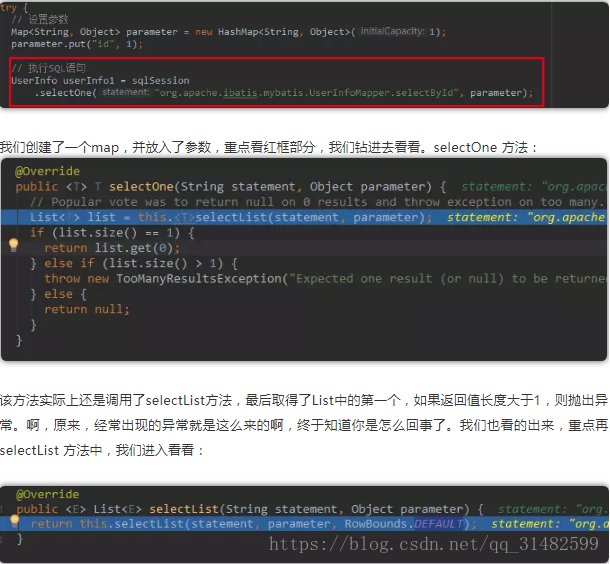 try {
// 设置参数
Map<String, Object> parameter = new HashMap<String, Object>( InitialCapacity: 1);
parameter.put("id", 1);
// 执行SQL语句
UserInfo userInfo1 = sqlSession
.selectOne( statement: "org.apache.ibatis.mybatis.UserInfoMapper.selectById", parameter);
我们创建了一个map，并放入了参数，重点看红框部分，我们钻进去看看。selectOne 方法：
@Override
public <T> T selectOne(String statement, Object parameter) { statement: "org.apac
// Popular vote was to return null on 0 results and throw exception on too many.
List<T> list = this.<T>selectList(statement, parameter); statement: "org.apache
if (list.size() == 1) {
return list.get(0);
} else if (list.size() > 1) {
throw new TooManyResultsException("Expected one result (or null) to be returne
} else {
return null;
}
}
该方法实际上还是调用了selectList方法，最后取得了List中的第一个，如果返回值长度大于1，则抛出异
常。啊，原来，经常出现的异常就是这么来的啊，终于知道你是怎么回事了。我们也看的出来，重点再
selectList 方法中，我们进入看看：
@Override
public <E> List<E> selectList(String statement, Object parameter) { statement: "org.
return this.selectList(statement, parameter, RowBounds.DEFAULT); statement: "org.a
}
https://blog.csdn.net/qq_31482599